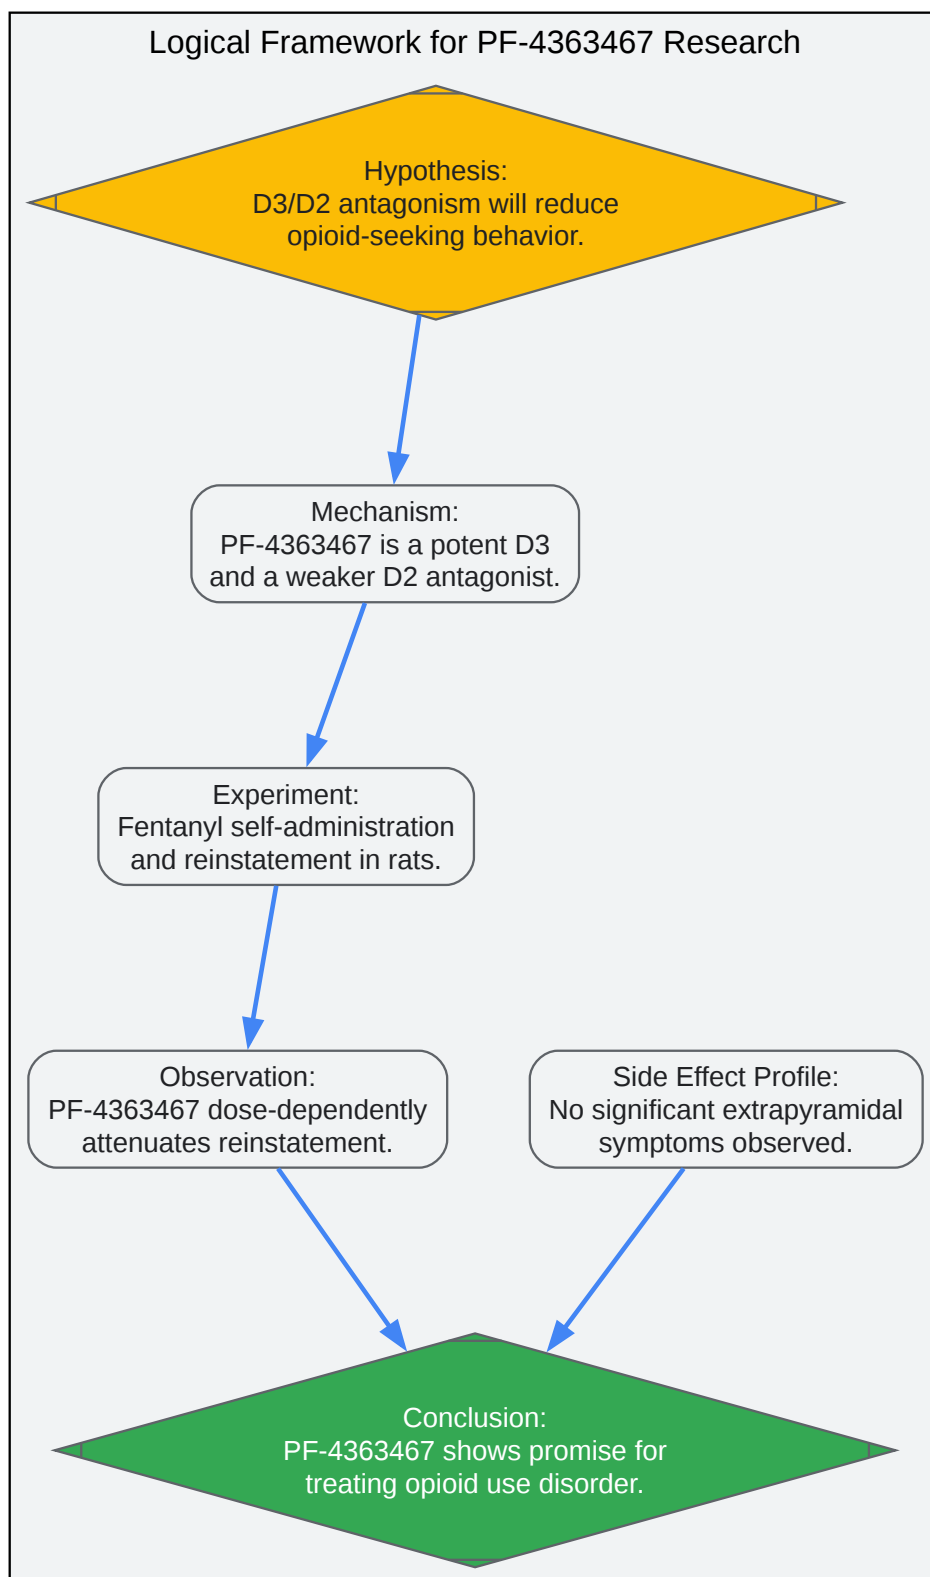 Logical Framework for PF-4363467 Research
Hypothesis:
D3/D2 antagonism will reduce
opioid-seeking behavior.
Mechanism:
PF-4363467 is a potent D3
and a weaker D2 antagonist.
Experiment:
Fentanyl self-administration
and reinstatement in rats.
Observation:
PF-4363467 dose-dependently
attenuates reinstatement.
Side Effect Profile:
No significant extrapyramidal
symptoms observed.
Conclusion:
PF-4363467 shows promise for
treating opioid use disorder.